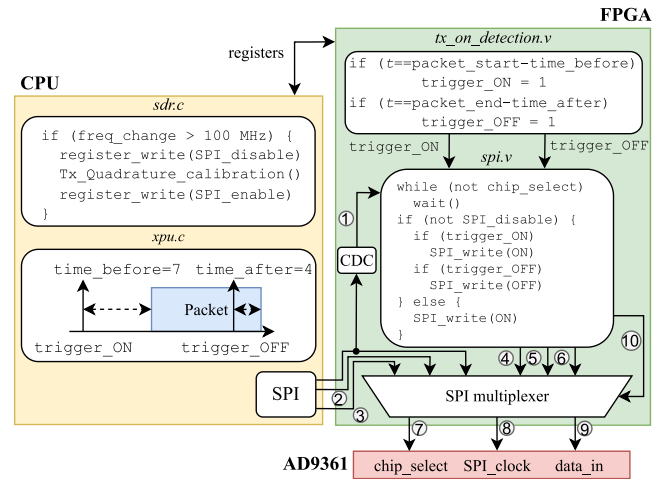 FPGA
tx_on_detection.v
if (t==packet_start-time_before)
trigger_ON = 1
if (t==packet_end-time_after)
trigger_OFF = 1
registers
CPU
sdr.c
if (freq_change > 100 MHz) {
register_write(SPI_disable)
Tx_Quadrature_calibration()
register_write(SPI_enable)
}
trigger_ON
trigger_OFF
spi.v
while (not chip_select)
wait()
if (not SPI_disable) {
if (trigger_ON)
SPI_write(ON)
if (trigger_OFF)
SPI_write(OFF)
} else {
SPI_write(ON)
}
①
CDC
xpu.c
time_before=7 time_after=4
Packet
trigger_ON trigger_OFF
SPI
②
③
④ ⑤ ⑥
⑩
SPI multiplexer
⑦ ⑧ ⑨
AD9361
chip_select SPI_clock data_in